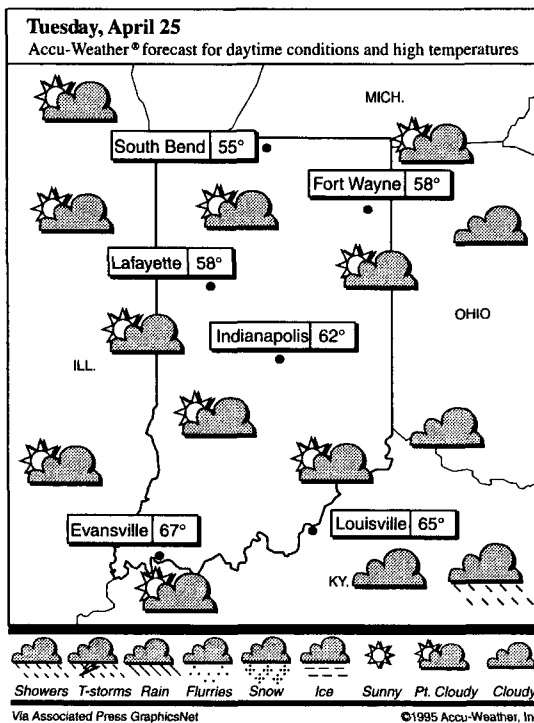 Tuesday, April 25
Accu-Weather® forecast for daytime conditions and high temperatures
MICH.
South Bend 55°
Fort Wayne 58°
Lafayette 58°
OHIO
Indianapolis 62°
ILL.
Evansville 67°
Louisville 65°
KY.
Showers T-storms Rain Flurries Snow Ice Sunny Pt. Cloudy Cloudy
Via Associated Press GraphicsNet
©1995 Accu-Weather, In